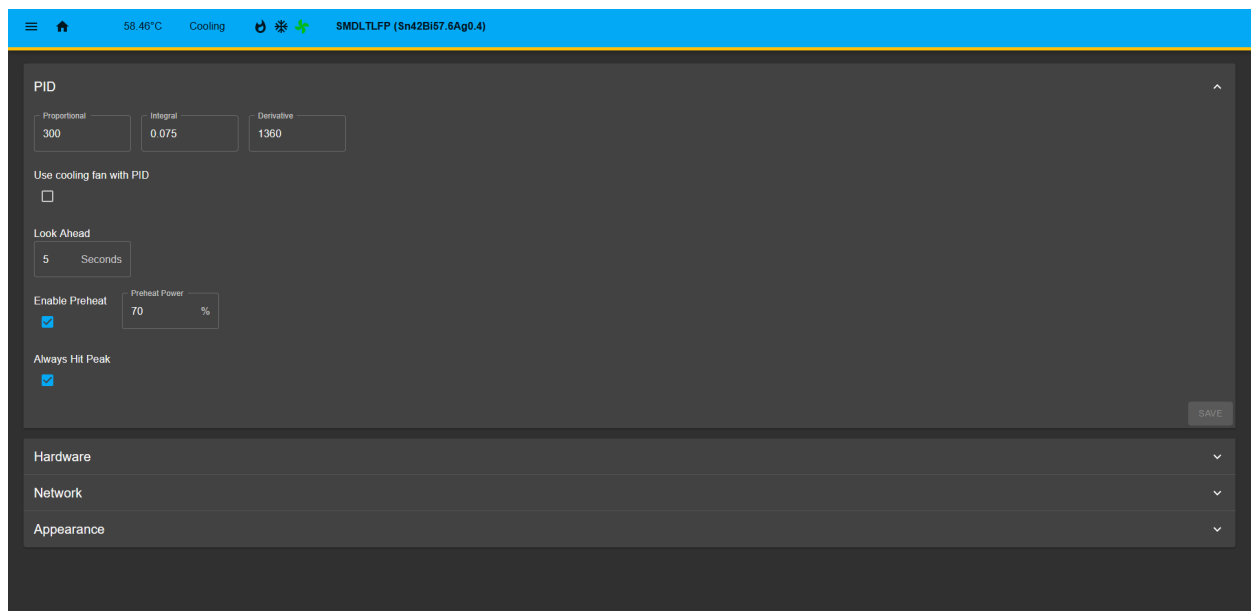 58.46°C Cooling SMDLTLFP (Sn42Bi57.6Ag0.4)
PID
Proportional Integral Derivative
300 0.075 1360
Use cooling fan with PID
Look Ahead
5 Seconds
Enable Preheat Preheat Power
70 %
Always Hit Peak
SAVE
Hardware
Network
Appearance